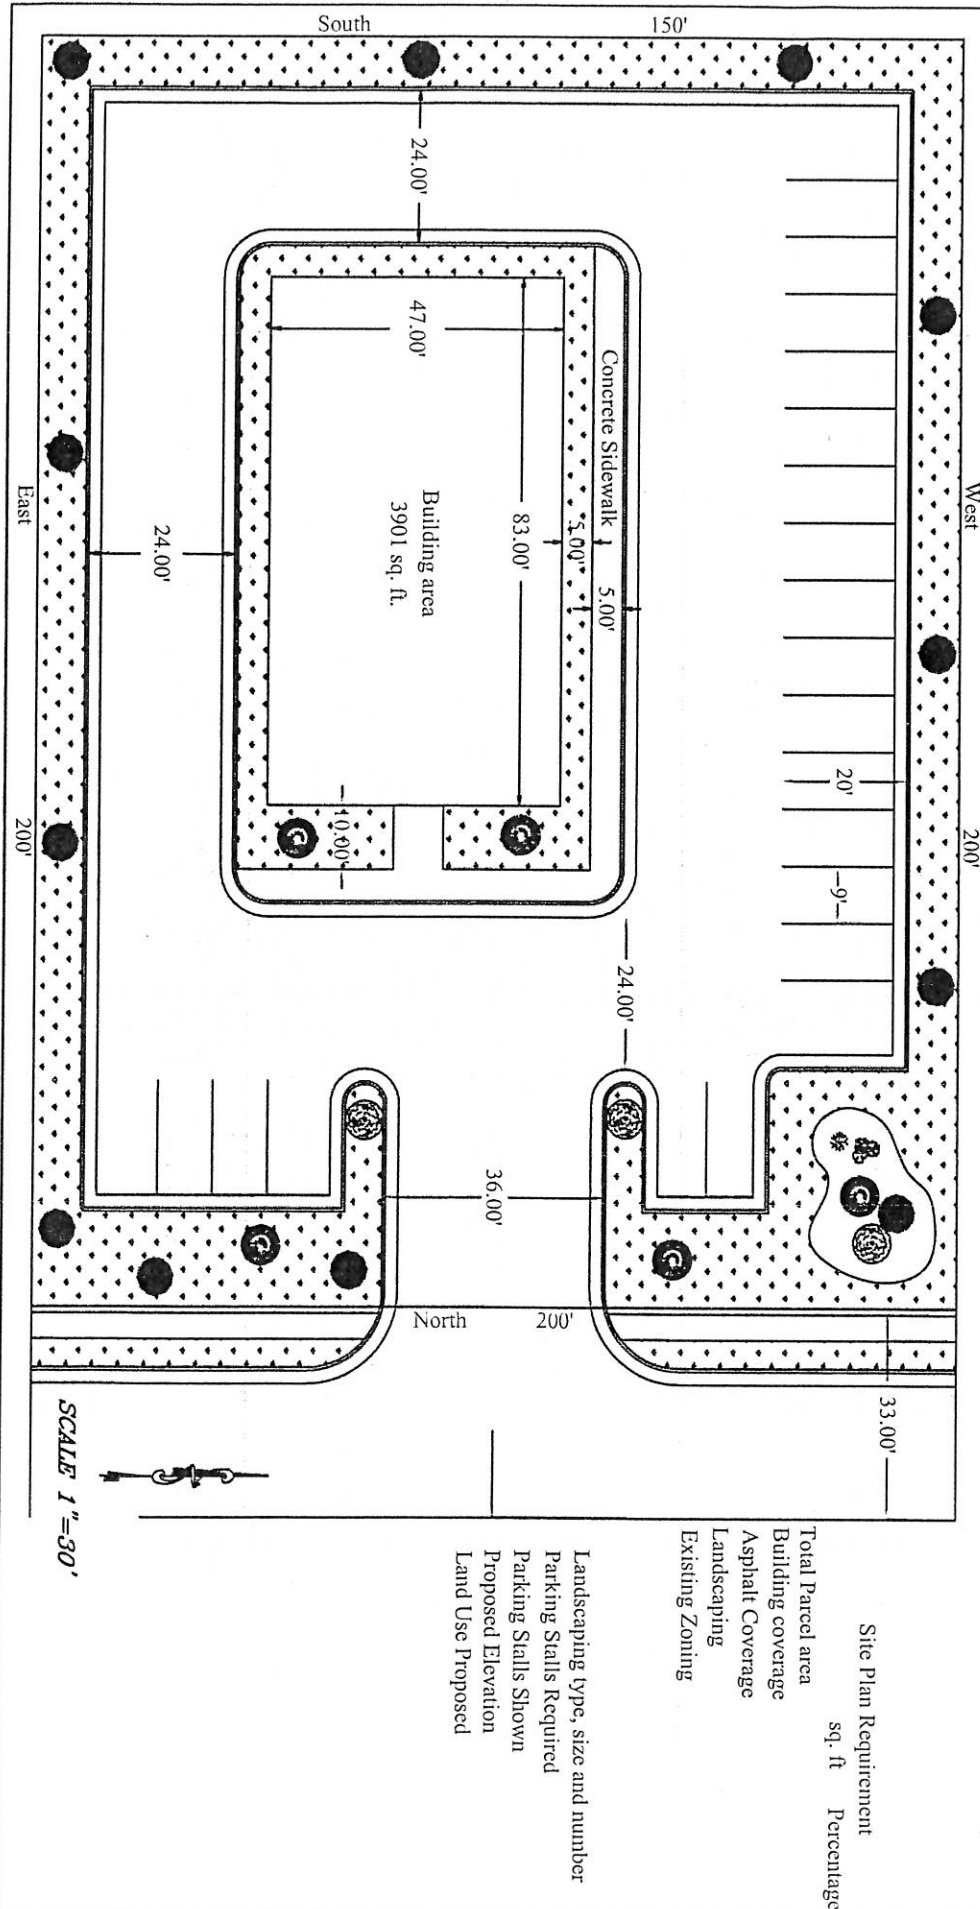 South
150'
24.00'
47.00'
83.00'
Concrete Sidewalk
5.00'
5.00'
Building area
3901 sq. ft.
West
200'
East
200'
24.00'
20'
9'
10.00'
24.00'
36.00'
North
200'
33.00'
SCALE 1"=30'
Site Plan Requirement
sq. ft Percentage
Total Parcel area
Building coverage
Asphalt Coverage
Landscaping
Existing Zoning
Landscaping type, size and number
Parking Stalls Required
Parking Stalls Shown
Proposed Elevation
Land Use Proposed